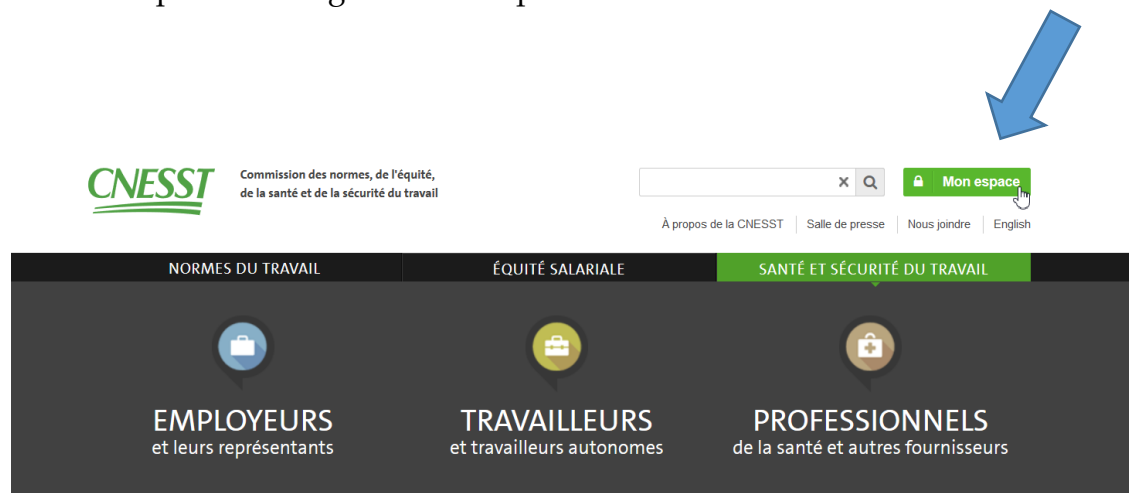 CNESST
Commission des normes, de l'équité,
de la santé et de la sécurité du travail
Mon espace
À propos de la CNESST
Salle de presse
Nous joindre
English
NORMES DU TRAVAIL
ÉQUITÉ SALARIALE
SANTÉ ET SÉCURITÉ DU TRAVAIL
EMPLOYEURS
et leurs représentants
TRAVAILLEURS
et travailleurs autonomes
PROFESSIONNELS
de la santé et autres fournisseurs